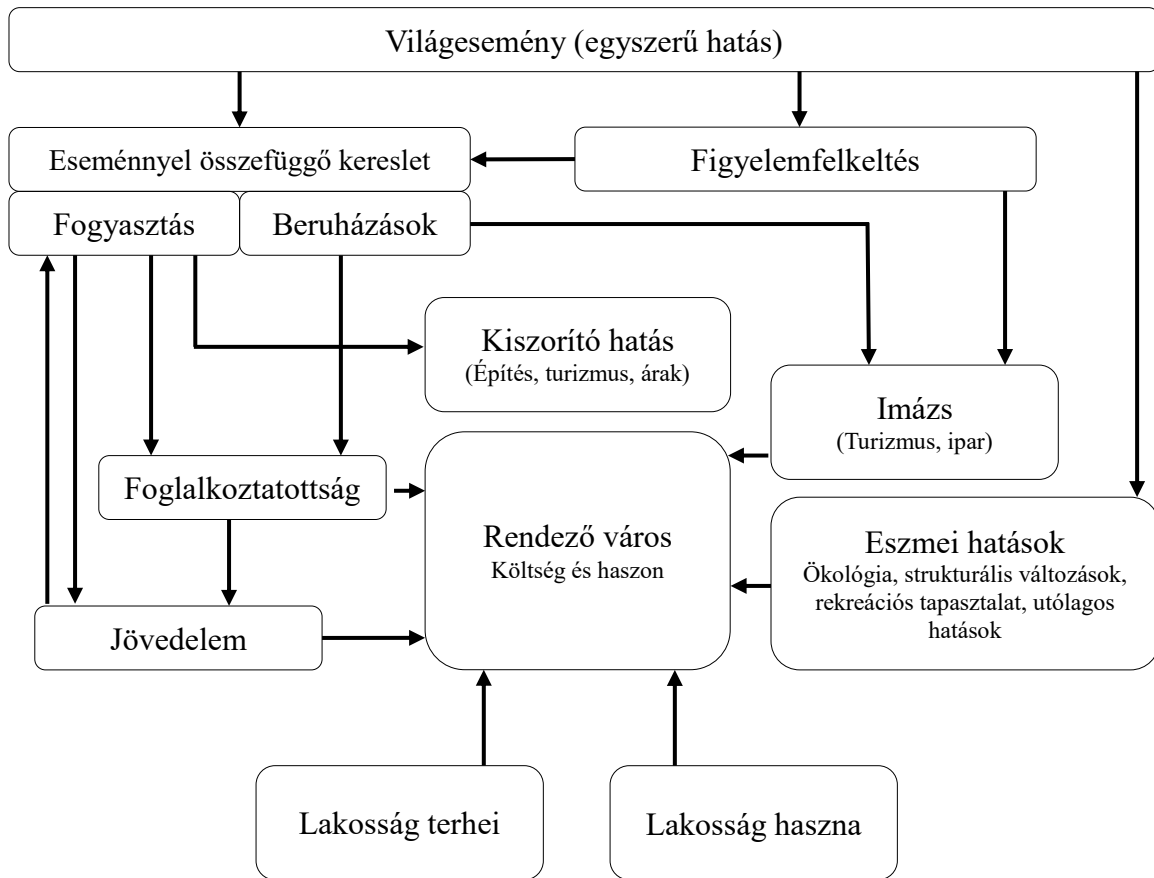 Világesemény (egyszerű hatás)
Eseménnyel összefüggő kereslet
Figyelemfelkeltés
Fogyasztás
Beruházások
Kiszorító hatás
(Építés, turizmus, árak)
Imázs
(Turizmus, ipar)
Foglalkoztatottság
Rendező város
Költség és haszon
Eszmei hatások
Ökológia, strukturális változások,
rekreációs tapasztalat, utólagos
hatások
Jövedelem
Lakosság terhei
Lakosság haszna